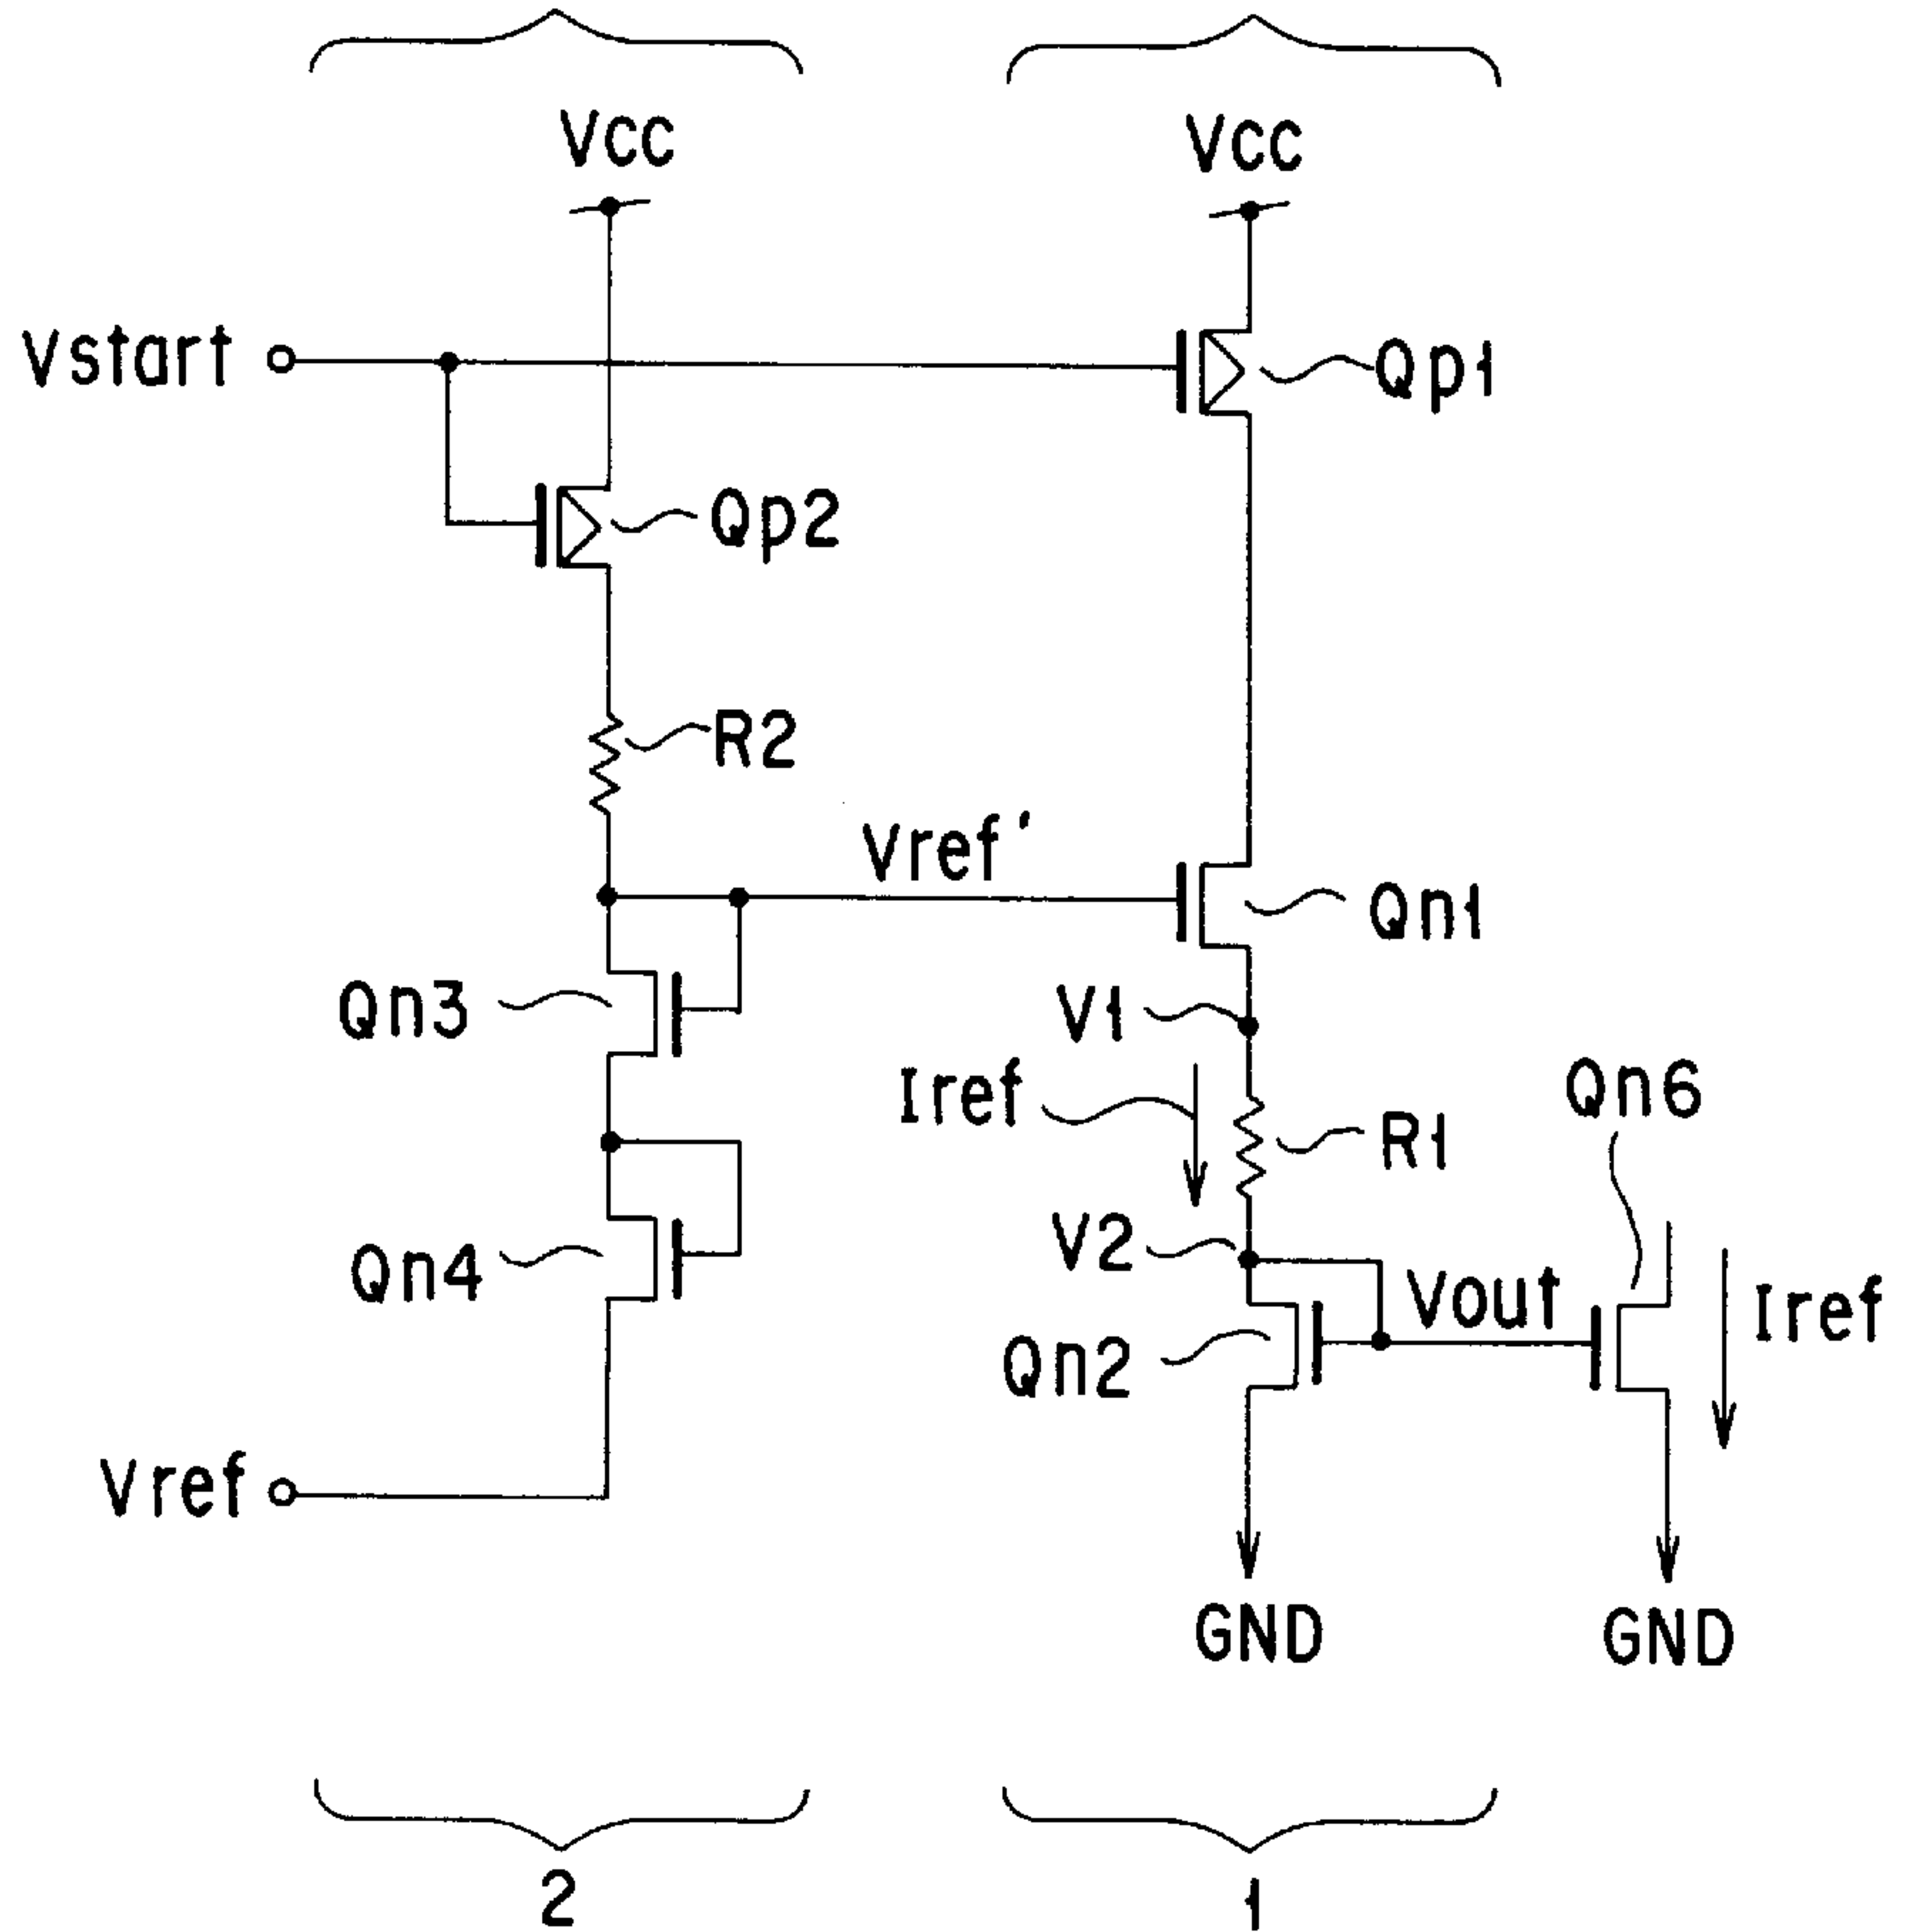 Vcc
Vcc
Vstart
Qp1
Qp2
R2
Vref'
Qn1
Qn3
V1
Iref
Qn6
R1
V2
Qn4
Vout
Iref
Qn2
Vref
GND
GND
2
1